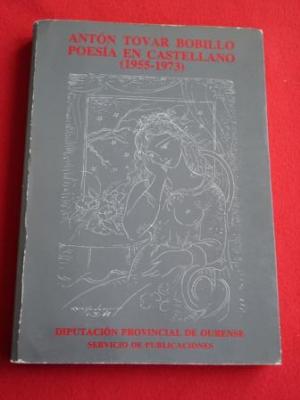 ANTÓN TOVAR BOBILLO
POESÍA EN CASTELLANO
(1955-1973)
DIPUTACIÓN PROVINCIAL DE OURENSE
SERVICIO DE PUBLICACIONES